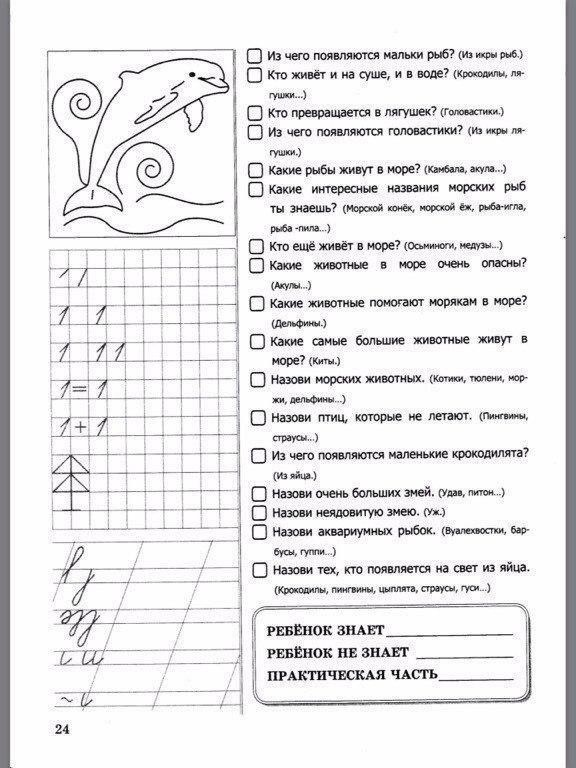 Из чего появляются мальки рыб? (Из икры рыб.)
Кто живёт и на суше, и в воде? (Крокодилы, ля-
гушки...)
Кто превращается в лягушек? (Головастики.)
Из чего появляются головастики? (Из икры ля-
гушки.)
Какие рыбы живут в море? (Камбала, акула...)
Какие интересные названия морских рыб
ты знаешь? (Морской конёк, морской ёж, рыба-игла,
рыба -пила...)
Кто ещё живёт в море? (Осьминоги, медузы...)
Какие животные в море очень опасны?
(Акулы...)
Какие животные помогают морякам в море?
(Дельфины.)
Какие самые большие животные живут в
море? (Киты.)
Назови морских животных. (Котики, тюлени, мор-
жи, дельфины...)
Назови птиц, которые не летают. (Пингвины,
страусы...)
Из чего появляются маленькие крокодилята?
(Из яйца.)
Назови очень больших змей. (Удав, питон...)
Назови неядовитую змею. (Уж.)
Назови аквариумных рыбок. (Вуалехвостки, бар-
бусы, гуппи...)
Назови тех, кто появляется на свет из яйца.
(Крокодилы, пингвины, цыплята, страусы, гуси...)
РЕБЁНОК ЗНАЕТ
РЕБЁНОК НЕ ЗНАЕТ
ПРАКТИЧЕСКАЯ ЧАСТЬ
1
1 1
1 11
1=1
1+1
24